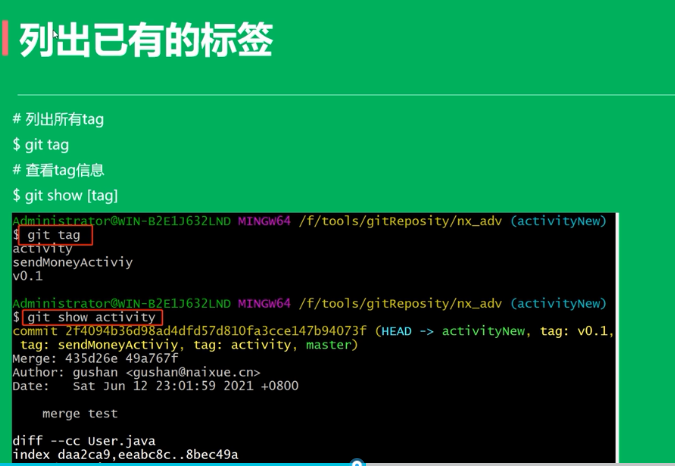 列出已有的标签
# 列出所有tag
$ git tag
# 查看tag信息
$ git show [tag]
Administrator@WIN-B2E1J632LND MINGW64 /f/tools/gitReposity/nx_adv (activityNew)
$ git tag
activity
sendMoneyActiviy
v0.1
Administrator@WIN-B2E1J632LND MINGW64 /f/tools/gitReposity/nx_adv (activityNew)
$ git show activity
commit 2f4094b36d98ad4dfd57d810fa3cce147b94073f (HEAD -> activityNew, tag: v0.1,
tag: sendMoneyActiviy, tag: activity, master)
Merge: 435d26e 49a767f
Author: gushan <gushan@naixue.cn>
Date:   Sat Jun 12 23:01:59 2021 +0800
merge test
diff --cc User.java
index daa2ca9,eeabc8c..8bec49a